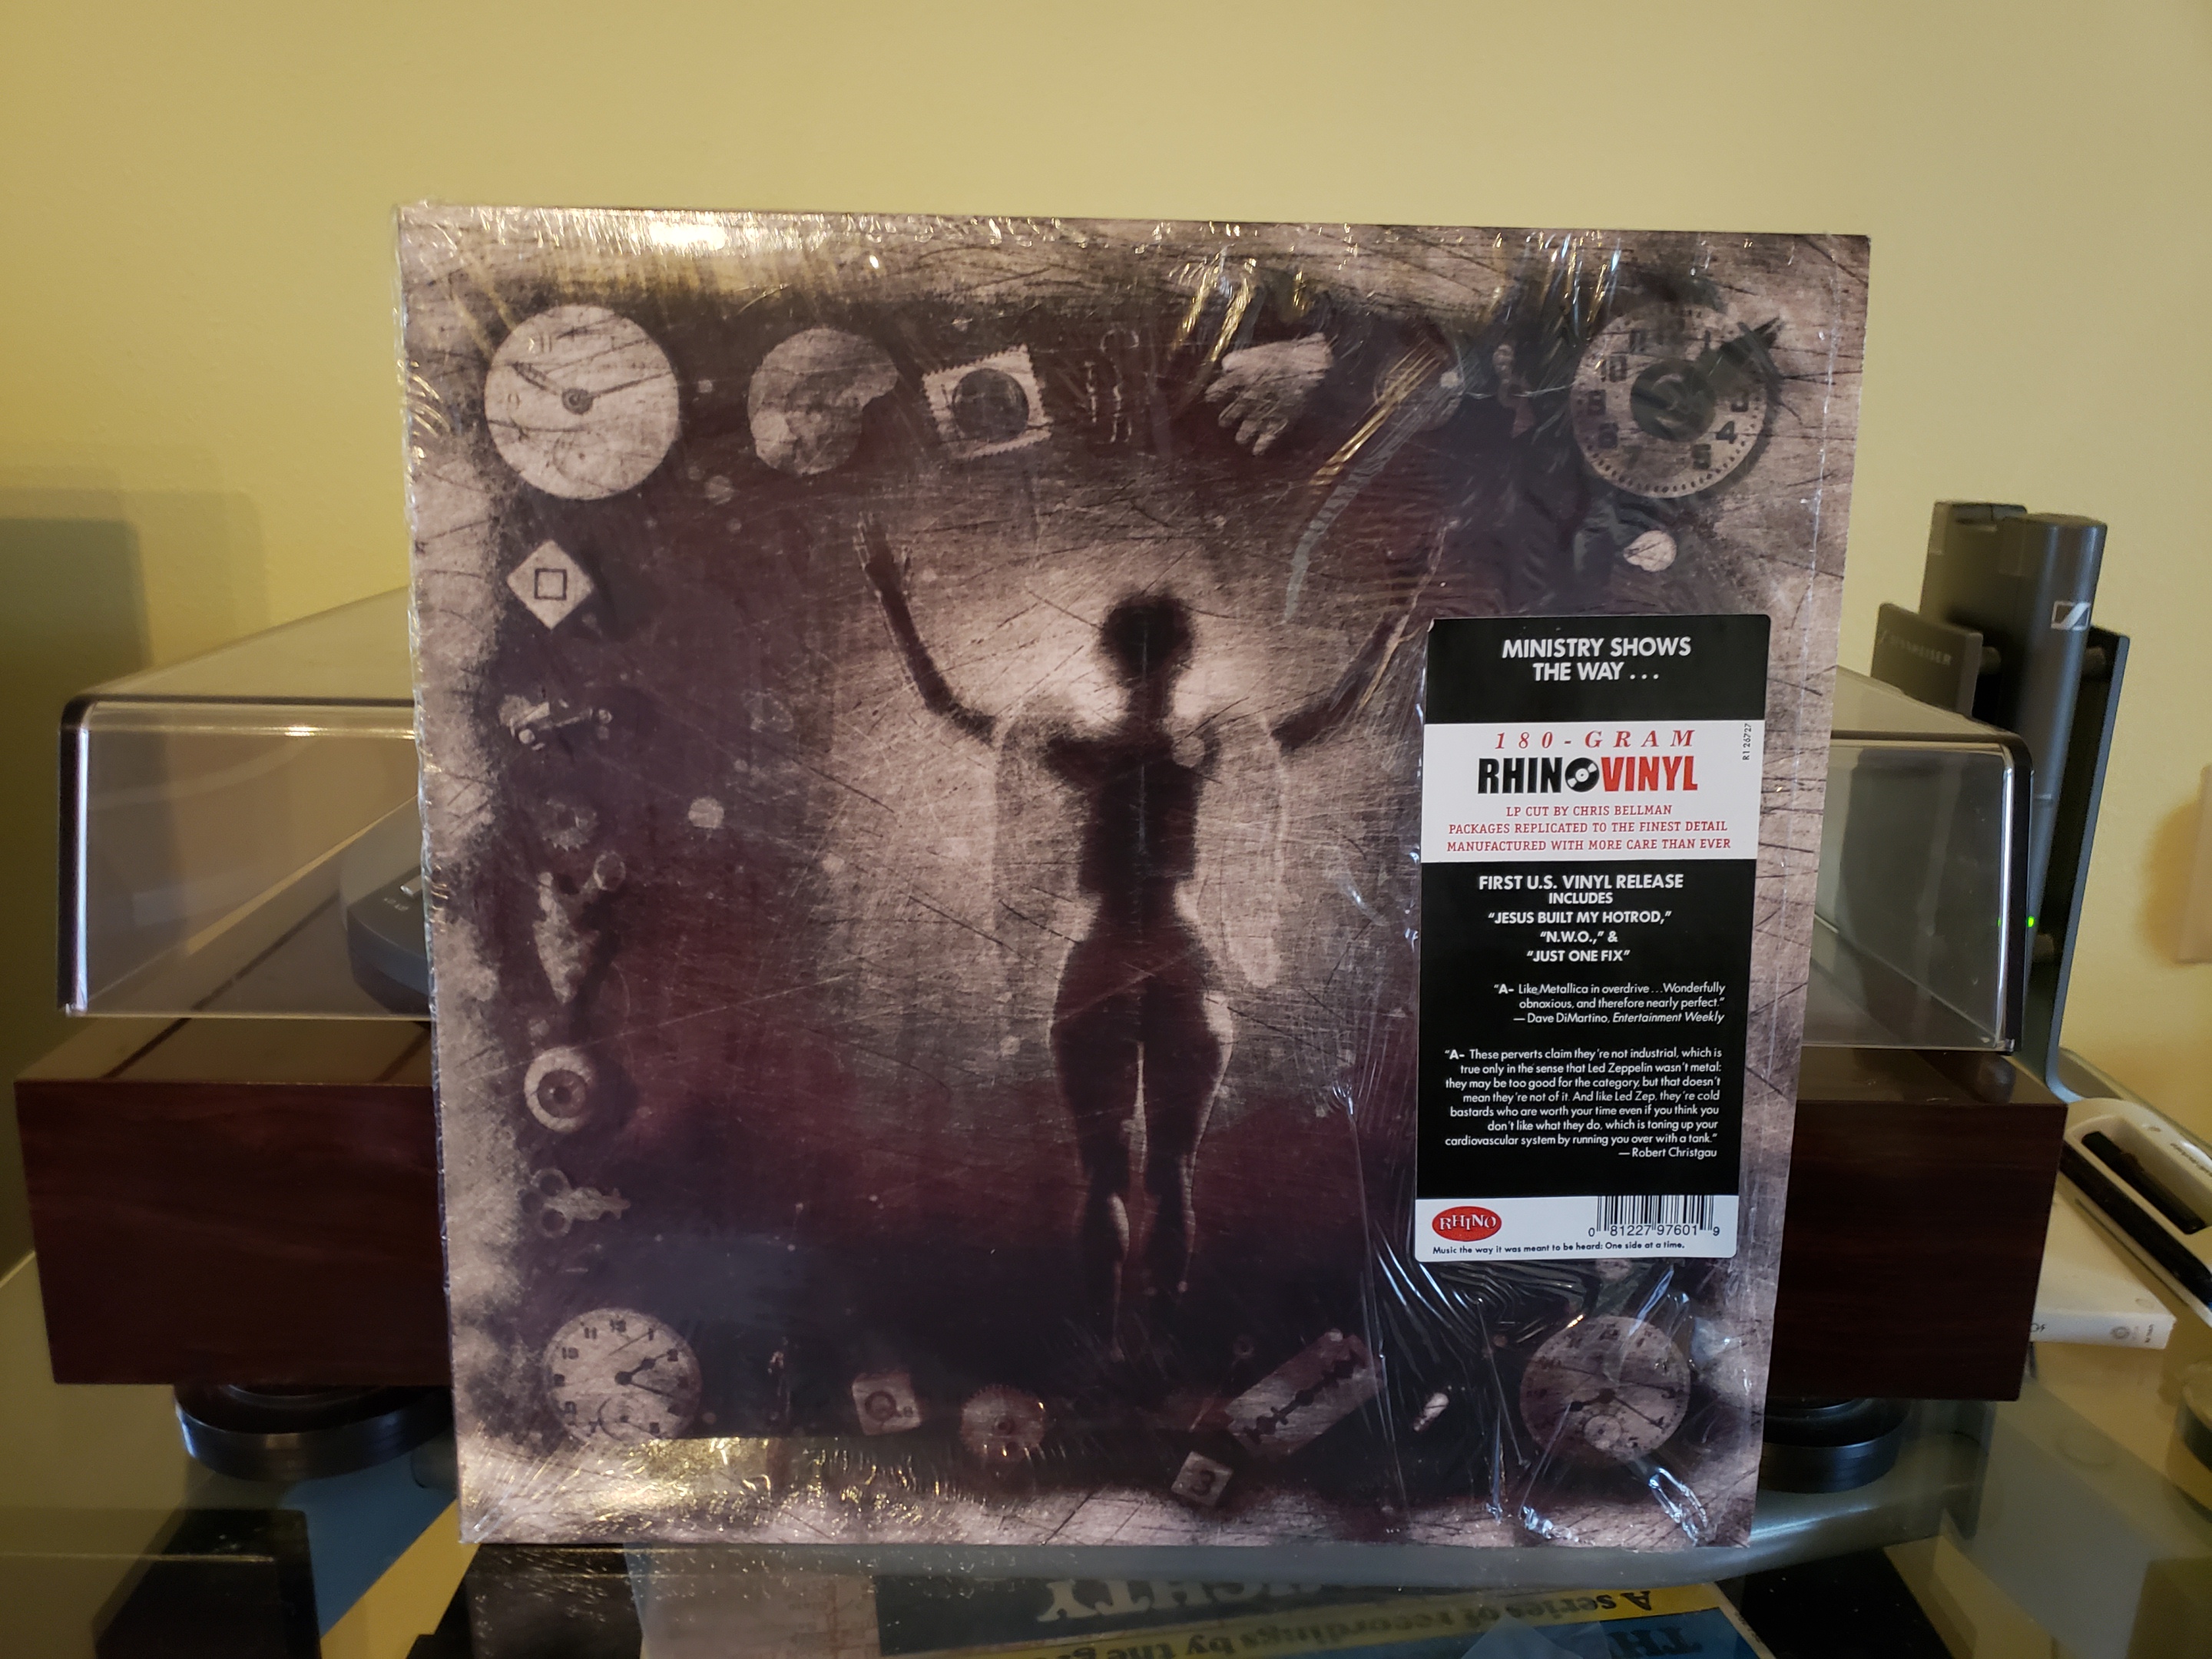 MINISTRY SHOWS
THE WAY . . .
180-GRAM
RHINOVINYL
R1 26727
LP CUT BY CHRIS BELLMAN
PACKAGES REPLICATED TO THE FINEST DETAIL
MANUFACTURED WITH MORE CARE THAN EVER
FIRST U.S. VINYL RELEASE
INCLUDES
“JESUS BUILT MY HOTROD,”
“N.W.O.,” &
“JUST ONE FIX”
“A- Like Metallica in overdrive . . . Wonderfully
obnoxious, and therefore nearly perfect.”
— Dave DiMartino, Entertainment Weekly
“A- These perverts claim they’re not industrial, which is
true only in the sense that Led Zeppelin wasn’t metal:
they may be too good for the category, but that doesn’t
mean they’re not of it. And like Led Zep, they’re cold
bastards who are worth your time even if you think you
don’t like what they do, which is toning up your
cardiovascular system by running you over with a tank.”
— Robert Christgau
RHINO
0 81227 97601 9
Music the way it was meant to be heard: One side at a time.
SENNHEISER
3
A series of recordings by the